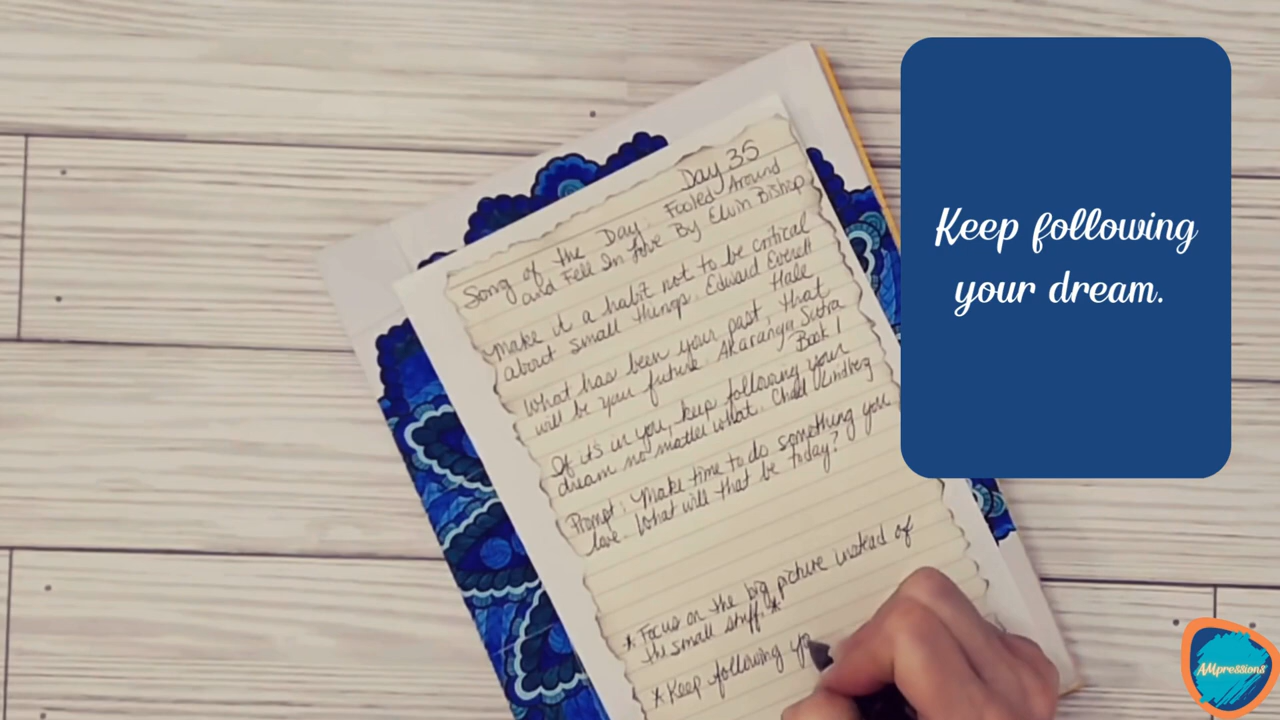 Day 35
Song of the Day: Fooled Around
and Fell In Love By Elvin Bishop
Make it a habit not to be critical
about small things. Edward Everett
Hale
What has been your past, that
will be your future. Akaranga Sutra
Book 1
If it's in you, keep following your
dream no matter what. Chad Lindberg
Prompt: Make time to do something you
love. What will that be today?
* Focus on the big picture instead of
the small stuff. *
* Keep following yo
Keep following
your dream.
AMpressions